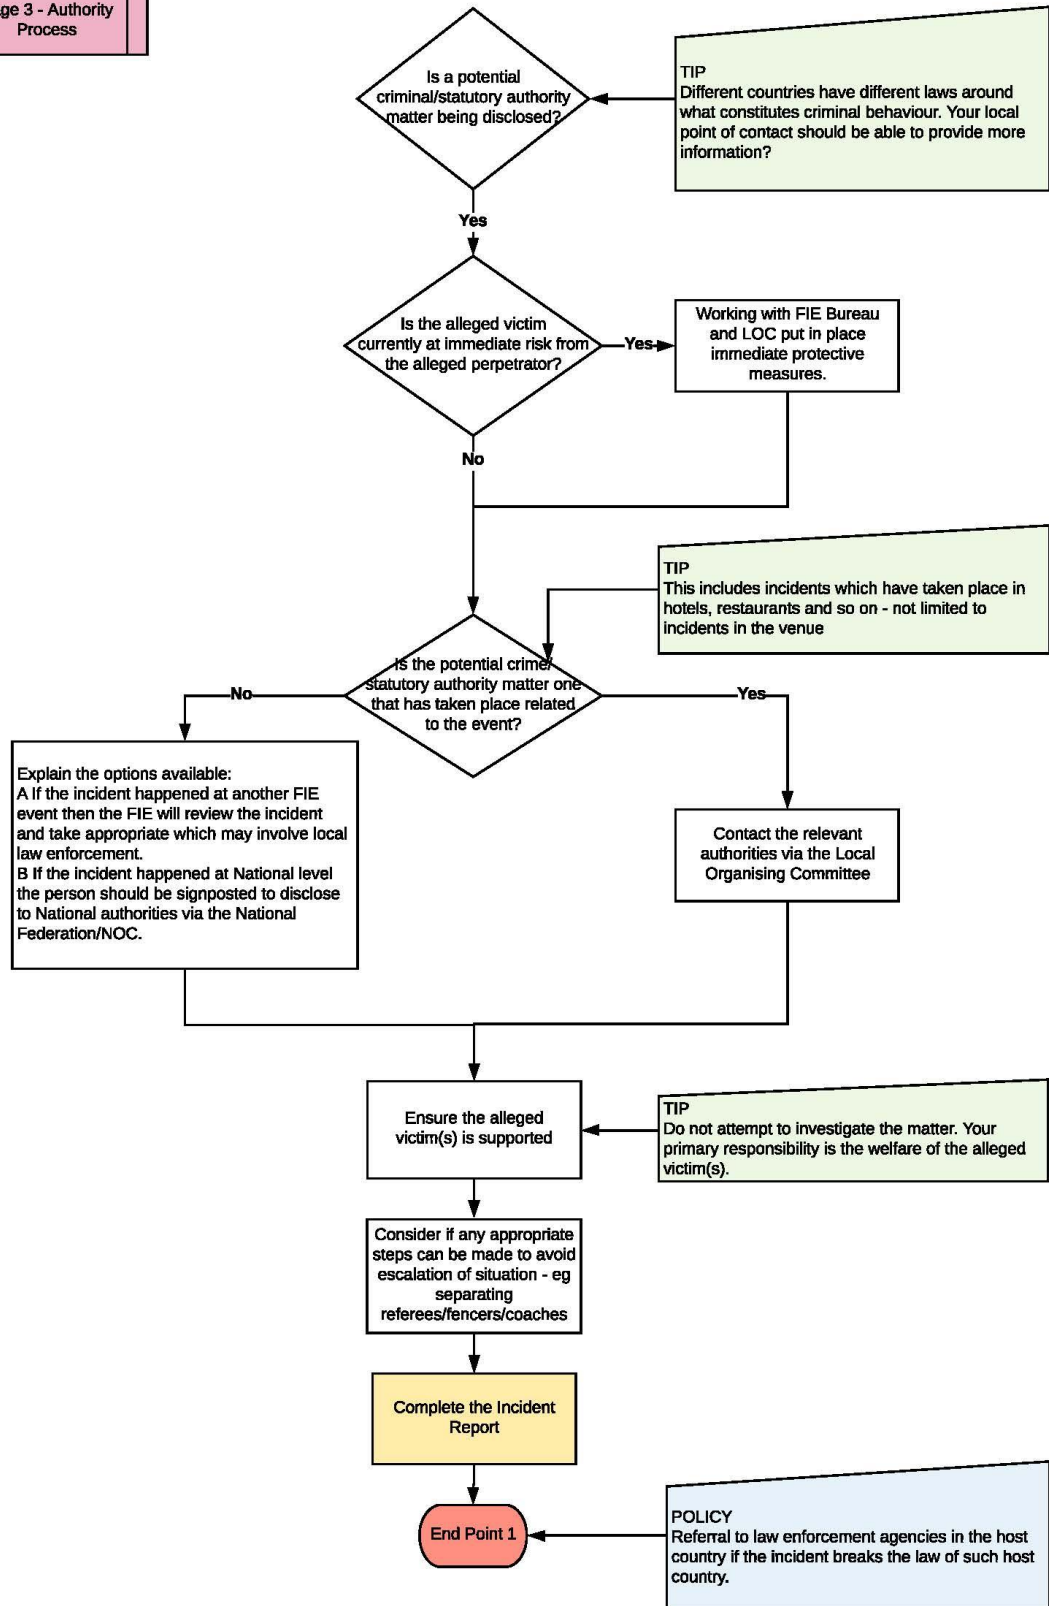 ge 3 - Authority
Process
Is a potential
criminal/statutory authority
matter being disclosed?
TIP
Different countries have different laws around
what constitutes criminal behaviour. Your local
point of contact should be able to provide more
information?
Yes
Is the alleged victim
currently at immediate risk from
the alleged perpetrator?
Yes
Working with FIE Bureau
and LOC put in place
immediate protective
measures.
No
TIP
This includes incidents which have taken place in
hotels, restaurants and so on - not limited to
incidents in the venue
Is the potential crime/
statutory authority matter one
that has taken place related
to the event?
No
Yes
Explain the options available:
A If the incident happened at another FIE
event then the FIE will review the incident
and take appropriate which may involve local
law enforcement.
B If the incident happened at National level
the person should be signposted to disclose
to National authorities via the National
Federation/NOC.
Contact the relevant
authorities via the Local
Organising Committee
Ensure the alleged
victim(s) is supported
TIP
Do not attempt to investigate the matter. Your
primary responsibility is the welfare of the alleged
victim(s).
Consider if any appropriate
steps can be made to avoid
escalation of situation - eg
separating
referees/fencers/coaches
Complete the Incident
Report
End Point 1
POLICY
Referral to law enforcement agencies in the host
country if the incident breaks the law of such host
country.